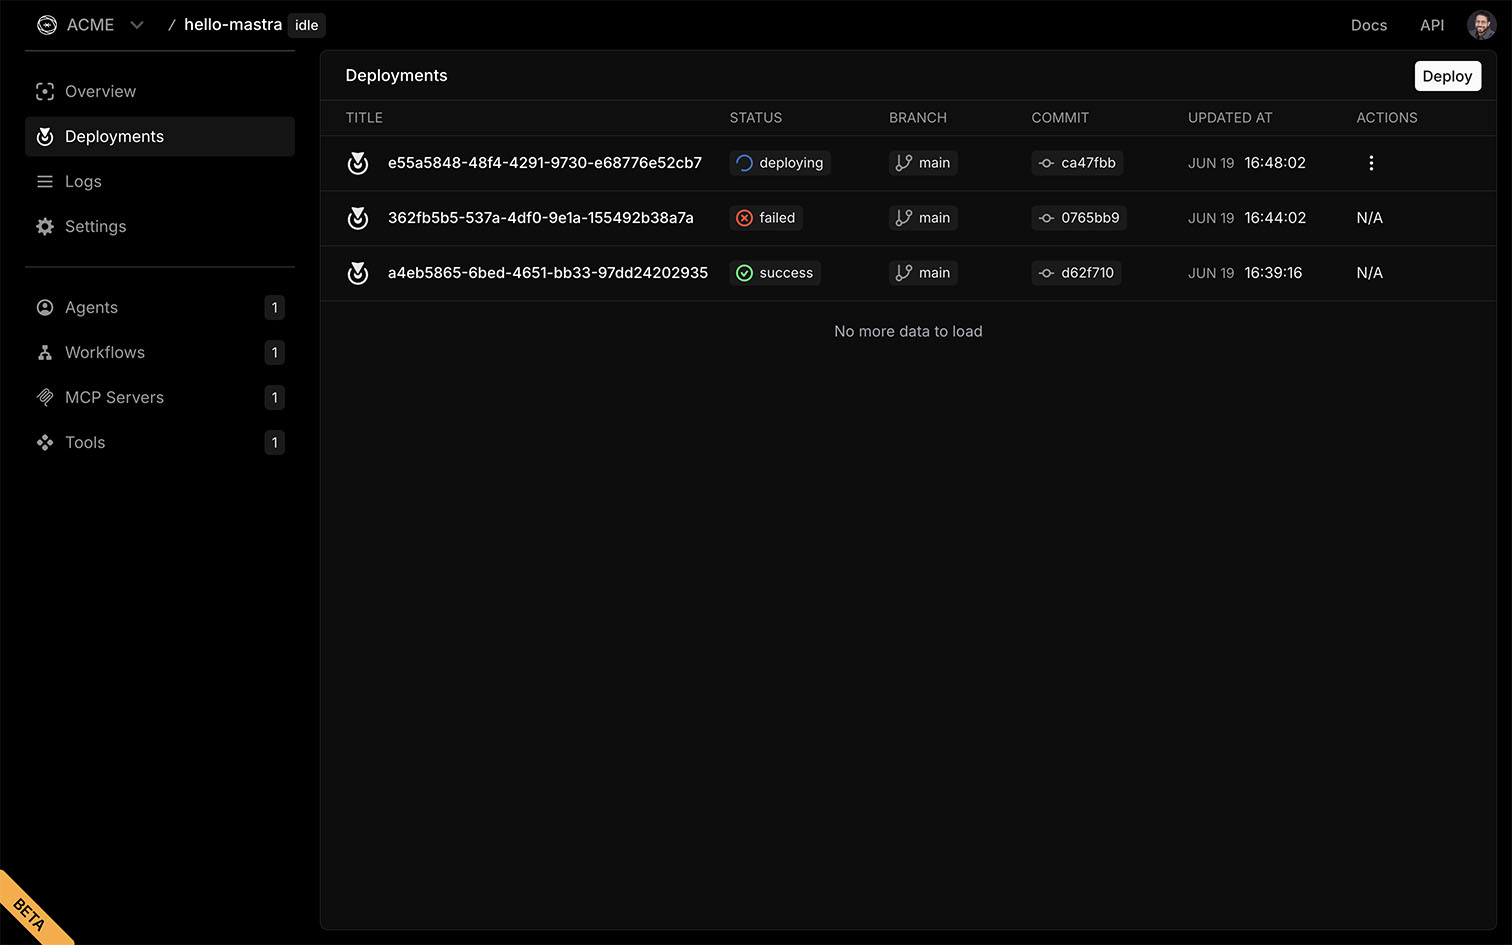 ACME / hello-mastra idle Docs API
Overview
Deployments
Logs
Settings
Agents 1
Workflows 1
MCP Servers 1
Tools 1
Deployments Deploy
TITLE STATUS BRANCH COMMIT UPDATED AT ACTIONS
e55a5848-48f4-4291-9730-e68776e52cb7 deploying main ca47fbb JUN 19 16:48:02
362fb5b5-537a-4df0-9e1a-155492b38a7a failed main 0765bb9 JUN 19 16:44:02 N/A
a4eb5865-6bed-4651-bb33-97dd24202935 success main d62f710 JUN 19 16:39:16 N/A
No more data to load
BETA